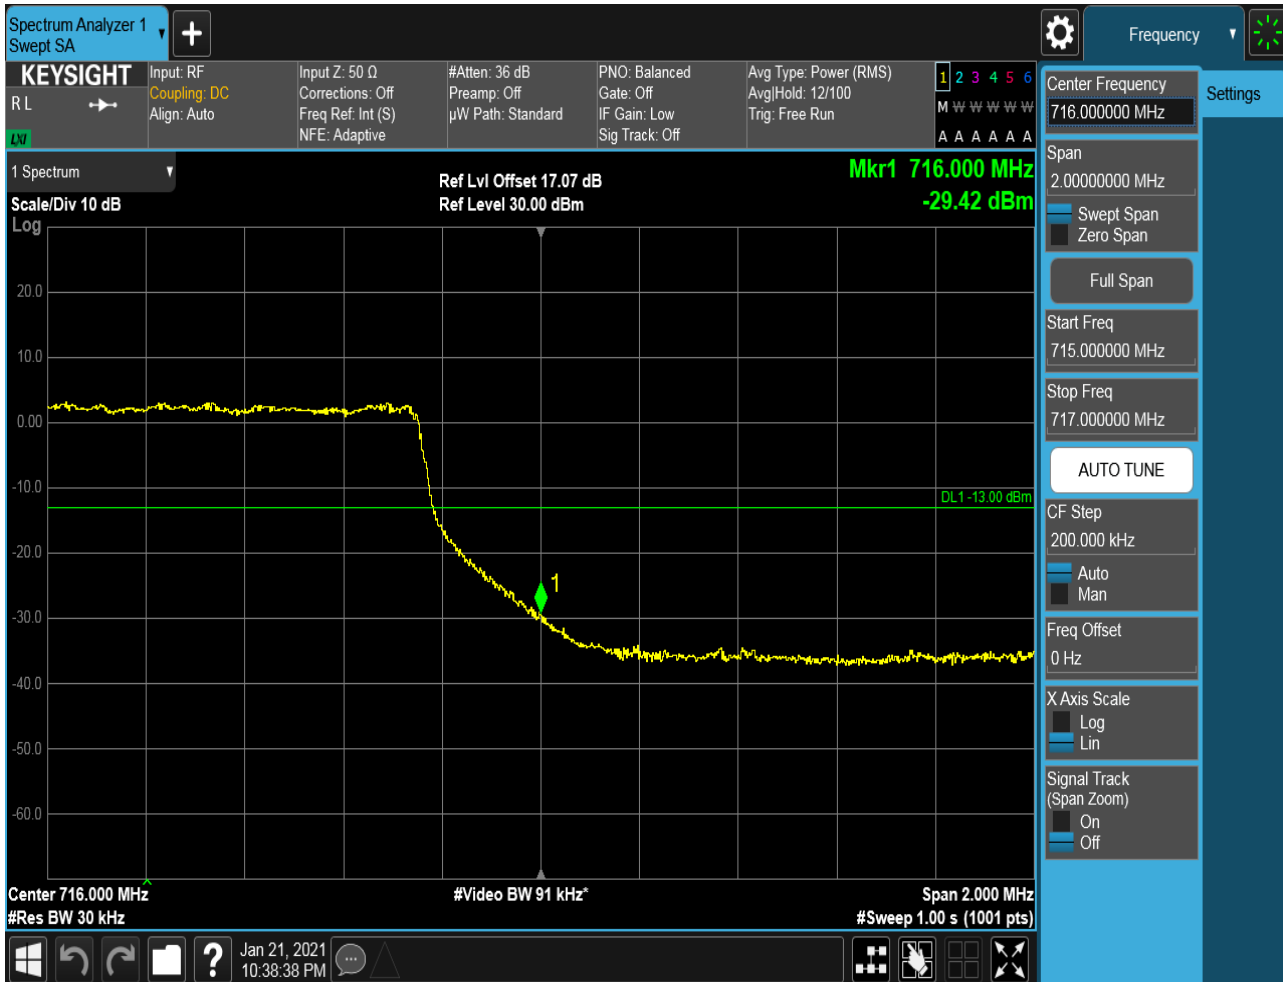 Spectrum Analyzer 1
Swept SA
+
Frequency
KEYSIGHT
R L
LXI
Input: RF
Coupling: DC
Align: Auto
Input Z: 50 Ω
Corrections: Off
Freq Ref: Int (S)
NFE: Adaptive
#Atten: 36 dB
Preamp: Off
µW Path: Standard
PNO: Balanced
Gate: Off
IF Gain: Low
Sig Track: Off
Avg Type: Power (RMS)
Avg|Hold: 12/100
Trig: Free Run
1 2 3 4 5 6
M W W W W W
A A A A A A
1 Spectrum
Scale/Div 10 dB
Log
Ref Lvl Offset 17.07 dB
Ref Level 30.00 dBm
Mkr1 716.000 MHz
-29.42 dBm
20.0
10.0
0.00
-10.0
-20.0
-30.0
-40.0
-50.0
-60.0
DL1 -13.00 dBm
1
Center 716.000 MHz
#Res BW 30 kHz
#Video BW 91 kHz*
Span 2.000 MHz
#Sweep 1.00 s (1001 pts)
?
Jan 21, 2021
10:38:38 PM
Center Frequency
716.000000 MHz
Span
2.00000000 MHz
Swept Span
Zero Span
Full Span
Start Freq
715.000000 MHz
Stop Freq
717.000000 MHz
AUTO TUNE
CF Step
200.000 kHz
Auto
Man
Freq Offset
0 Hz
X Axis Scale
Log
Lin
Signal Track
(Span Zoom)
On
Off
Settings